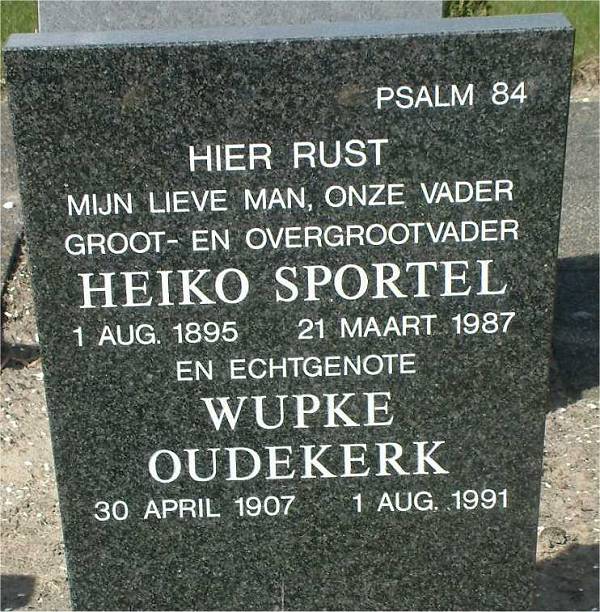 PSALM 84
HIER RUST
MIJN LIEVE MAN, ONZE VADER
GROOT- EN OVERGROOTVADER
HEIKO SPORTEL
1 AUG. 1895 21 MAART 1987
EN ECHTGENOTE
WUPKE
OUDEKERK
30 APRIL 1907 1 AUG. 1991